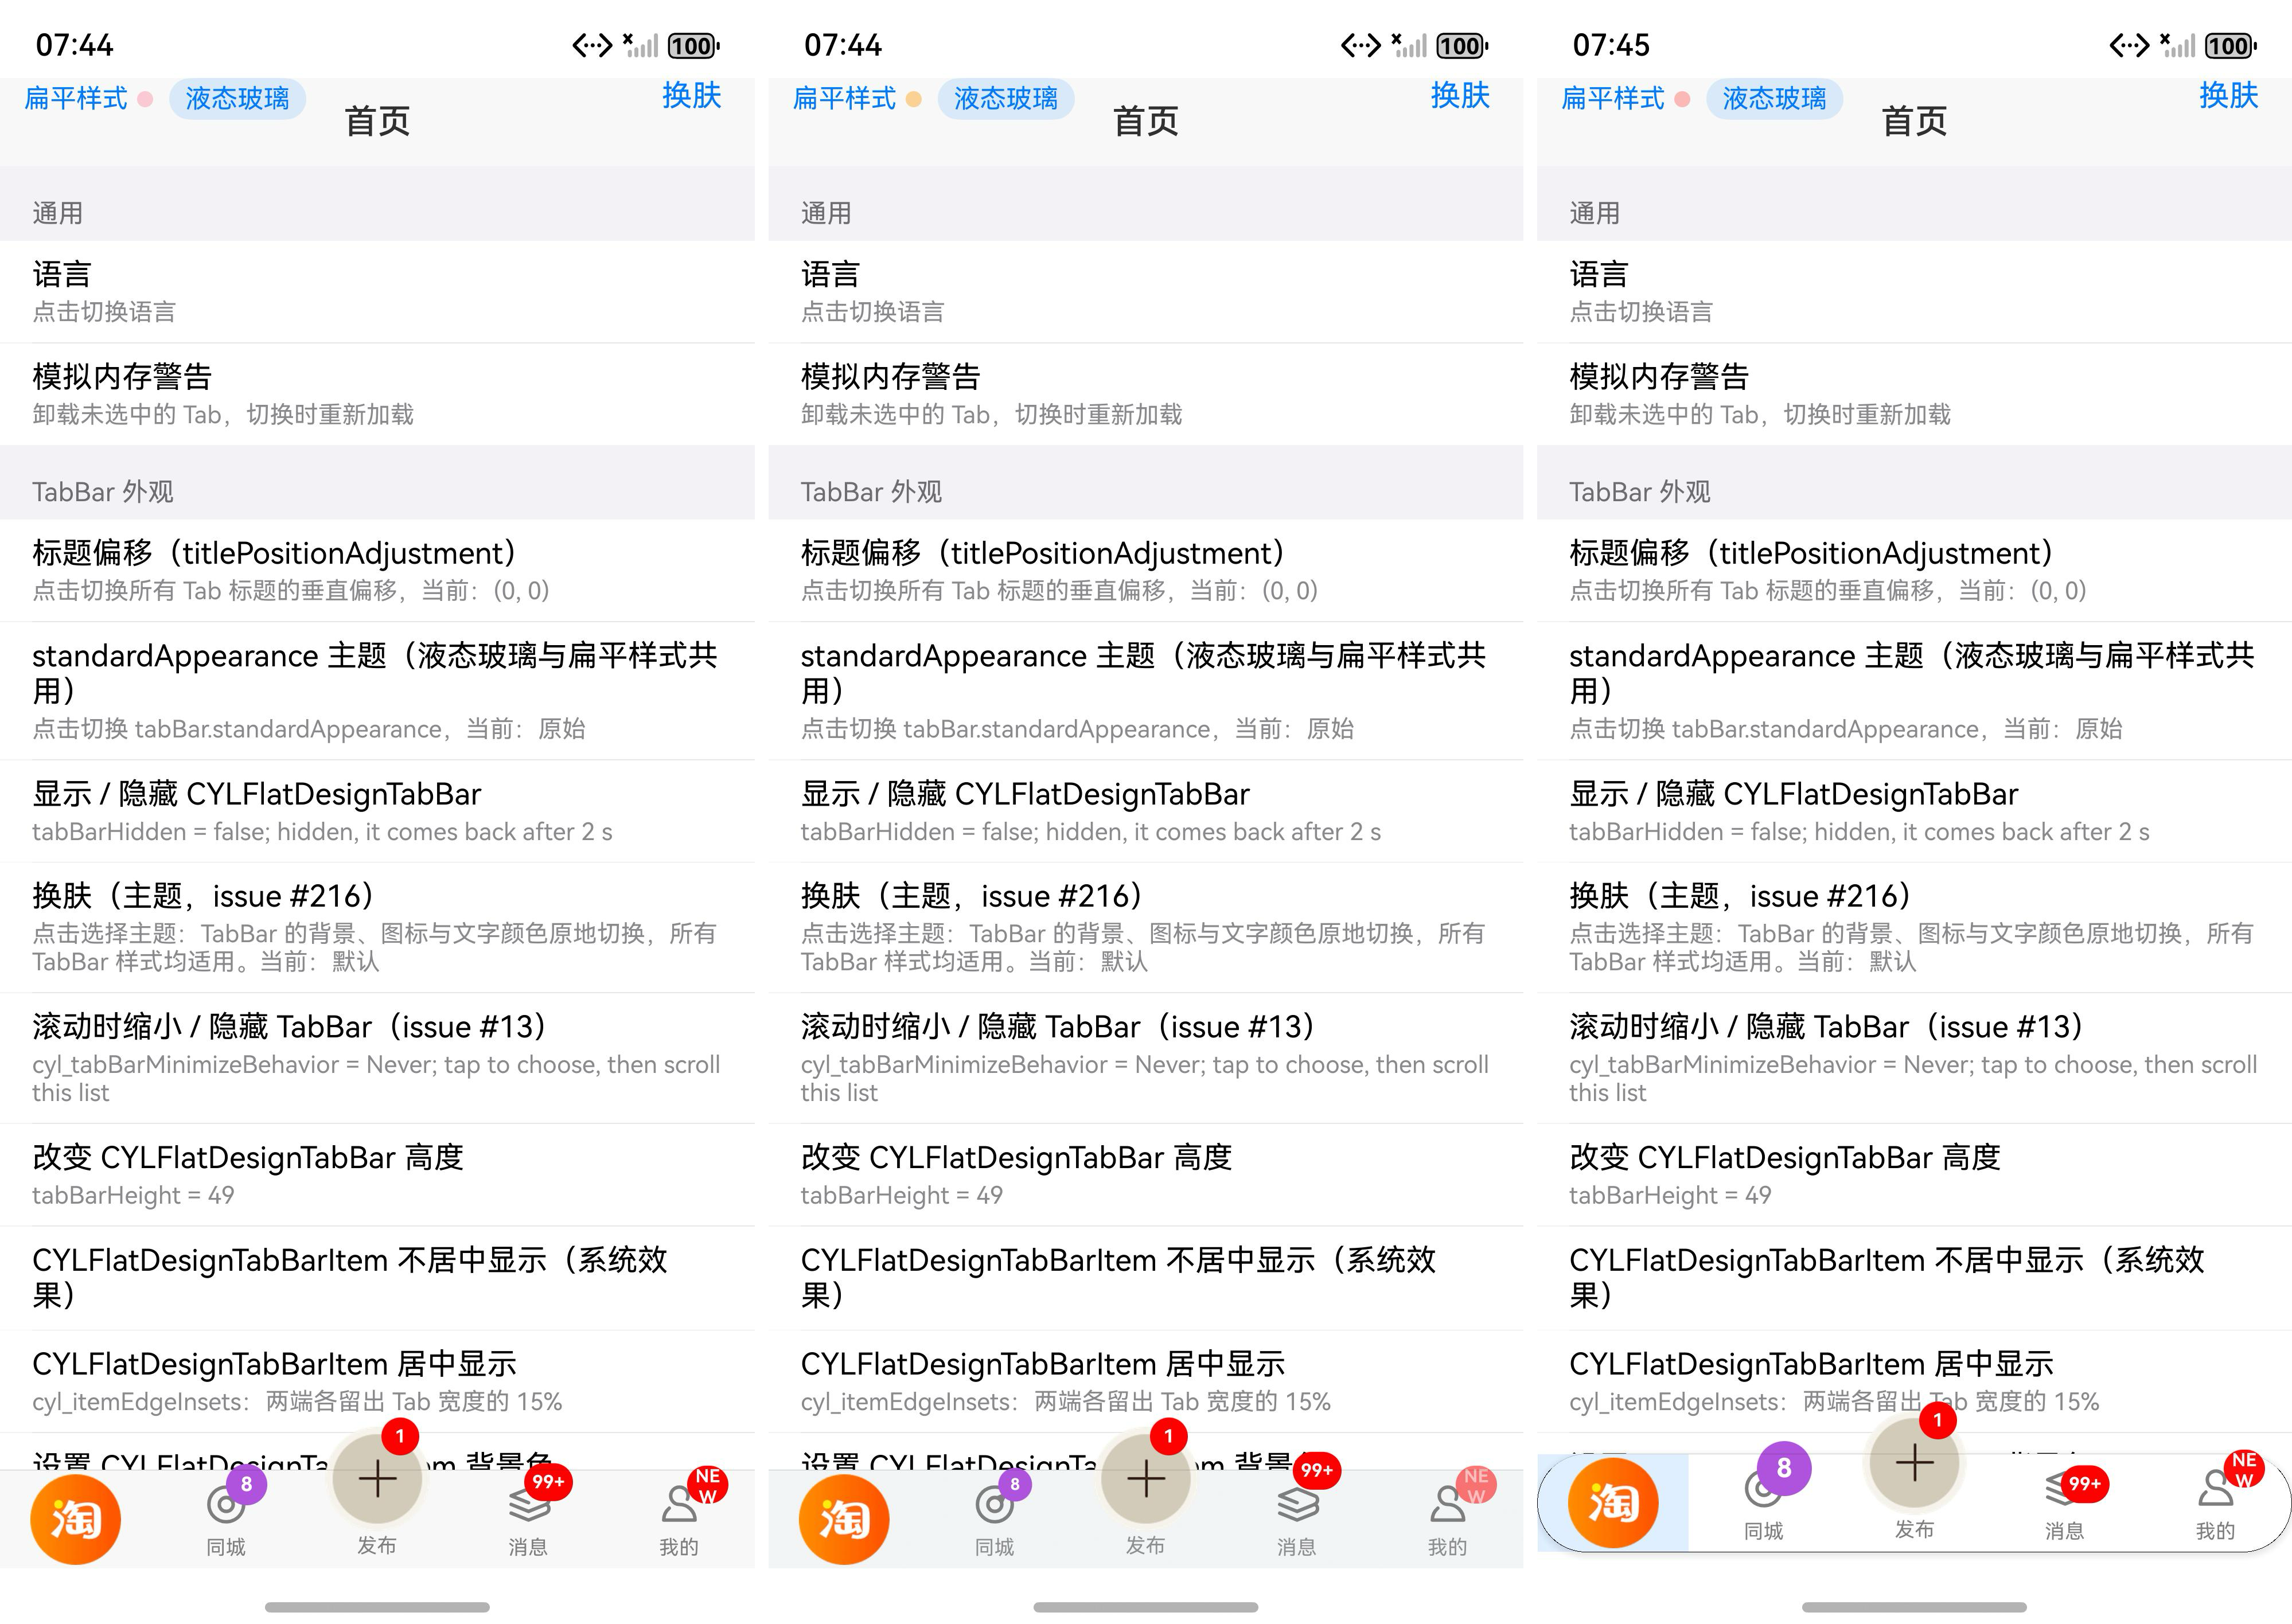 07:44
100
扁平样式
液态玻璃
首页
换肤
通用
语言
点击切换语言
模拟内存警告
卸载未选中的 Tab，切换时重新加载
TabBar 外观
标题偏移（titlePositionAdjustment）
点击切换所有 Tab 标题的垂直偏移，当前：(0, 0)
standardAppearance 主题（液态玻璃与扁平样式共
用）
点击切换 tabBar.standardAppearance，当前：原始
显示 / 隐藏 CYLFlatDesignTabBar
tabBarHidden = false; hidden, it comes back after 2 s
换肤（主题，issue #216）
点击选择主题：TabBar 的背景、图标与文字颜色原地切换，所有
TabBar 样式均适用。当前：默认
滚动时缩小 / 隐藏 TabBar（issue #13）
cyl_tabBarMinimizeBehavior = Never; tap to choose, then scroll
this list
改变 CYLFlatDesignTabBar 高度
tabBarHeight = 49
CYLFlatDesignTabBarItem 不居中显示（系统效
果）
CYLFlatDesignTabBarItem 居中显示
cyl_itemEdgeInsets：两端各留出 Tab 宽度的 15%
1
8
99+
NE
W
淘
同城
发布
消息
我的
07:44
100
扁平样式
液态玻璃
首页
换肤
通用
语言
点击切换语言
模拟内存警告
卸载未选中的 Tab，切换时重新加载
TabBar 外观
标题偏移（titlePositionAdjustment）
点击切换所有 Tab 标题的垂直偏移，当前：(0, 0)
standardAppearance 主题（液态玻璃与扁平样式共
用）
点击切换 tabBar.standardAppearance，当前：原始
显示 / 隐藏 CYLFlatDesignTabBar
tabBarHidden = false; hidden, it comes back after 2 s
换肤（主题，issue #216）
点击选择主题：TabBar 的背景、图标与文字颜色原地切换，所有
TabBar 样式均适用。当前：默认
滚动时缩小 / 隐藏 TabBar（issue #13）
cyl_tabBarMinimizeBehavior = Never; tap to choose, then scroll
this list
改变 CYLFlatDesignTabBar 高度
tabBarHeight = 49
CYLFlatDesignTabBarItem 不居中显示（系统效
果）
CYLFlatDesignTabBarItem 居中显示
cyl_itemEdgeInsets：两端各留出 Tab 宽度的 15%
1
8
99+
NE
W
淘
同城
发布
消息
我的
07:45
100
扁平样式
液态玻璃
首页
换肤
通用
语言
点击切换语言
模拟内存警告
卸载未选中的 Tab，切换时重新加载
TabBar 外观
标题偏移（titlePositionAdjustment）
点击切换所有 Tab 标题的垂直偏移，当前：(0, 0)
standardAppearance 主题（液态玻璃与扁平样式共
用）
点击切换 tabBar.standardAppearance，当前：原始
显示 / 隐藏 CYLFlatDesignTabBar
tabBarHidden = false; hidden, it comes back after 2 s
换肤（主题，issue #216）
点击选择主题：TabBar 的背景、图标与文字颜色原地切换，所有
TabBar 样式均适用。当前：默认
滚动时缩小 / 隐藏 TabBar（issue #13）
cyl_tabBarMinimizeBehavior = Never; tap to choose, then scroll
this list
改变 CYLFlatDesignTabBar 高度
tabBarHeight = 49
CYLFlatDesignTabBarItem 不居中显示（系统效
果）
CYLFlatDesignTabBarItem 居中显示
cyl_itemEdgeInsets：两端各留出 Tab 宽度的 15%
1
8
99+
NE
W
淘
同城
发布
消息
我的